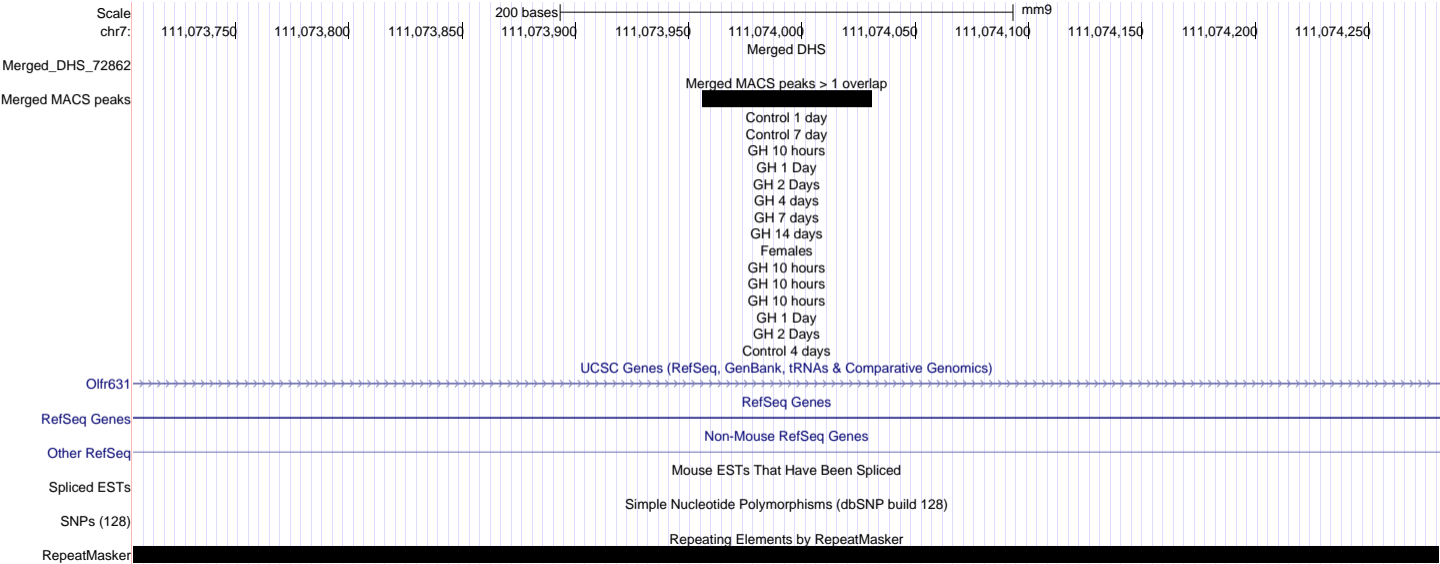 Scale 200 bases mm9
chr7: 111,073,750 111,073,800 111,073,850 111,073,900 111,073,950 111,074,000 111,074,050 111,074,100 111,074,150 111,074,200 111,074,250
Merged DHS
Merged_DHS_72862
Merged MACS peaks > 1 overlap
Merged MACS peaks
Control 1 day
Control 7 day
GH 10 hours
GH 1 Day
GH 2 Days
GH 4 days
GH 7 days
GH 14 days
Females
GH 10 hours
GH 10 hours
GH 10 hours
GH 1 Day
GH 2 Days
Control 4 days
UCSC Genes (RefSeq, GenBank, tRNAs & Comparative Genomics)
Olfr631
RefSeq Genes
RefSeq Genes
Non-Mouse RefSeq Genes
Other RefSeq
Mouse ESTs That Have Been Spliced
Spliced ESTs
Simple Nucleotide Polymorphisms (dbSNP build 128)
SNPs (128)
Repeating Elements by RepeatMasker
RepeatMasker